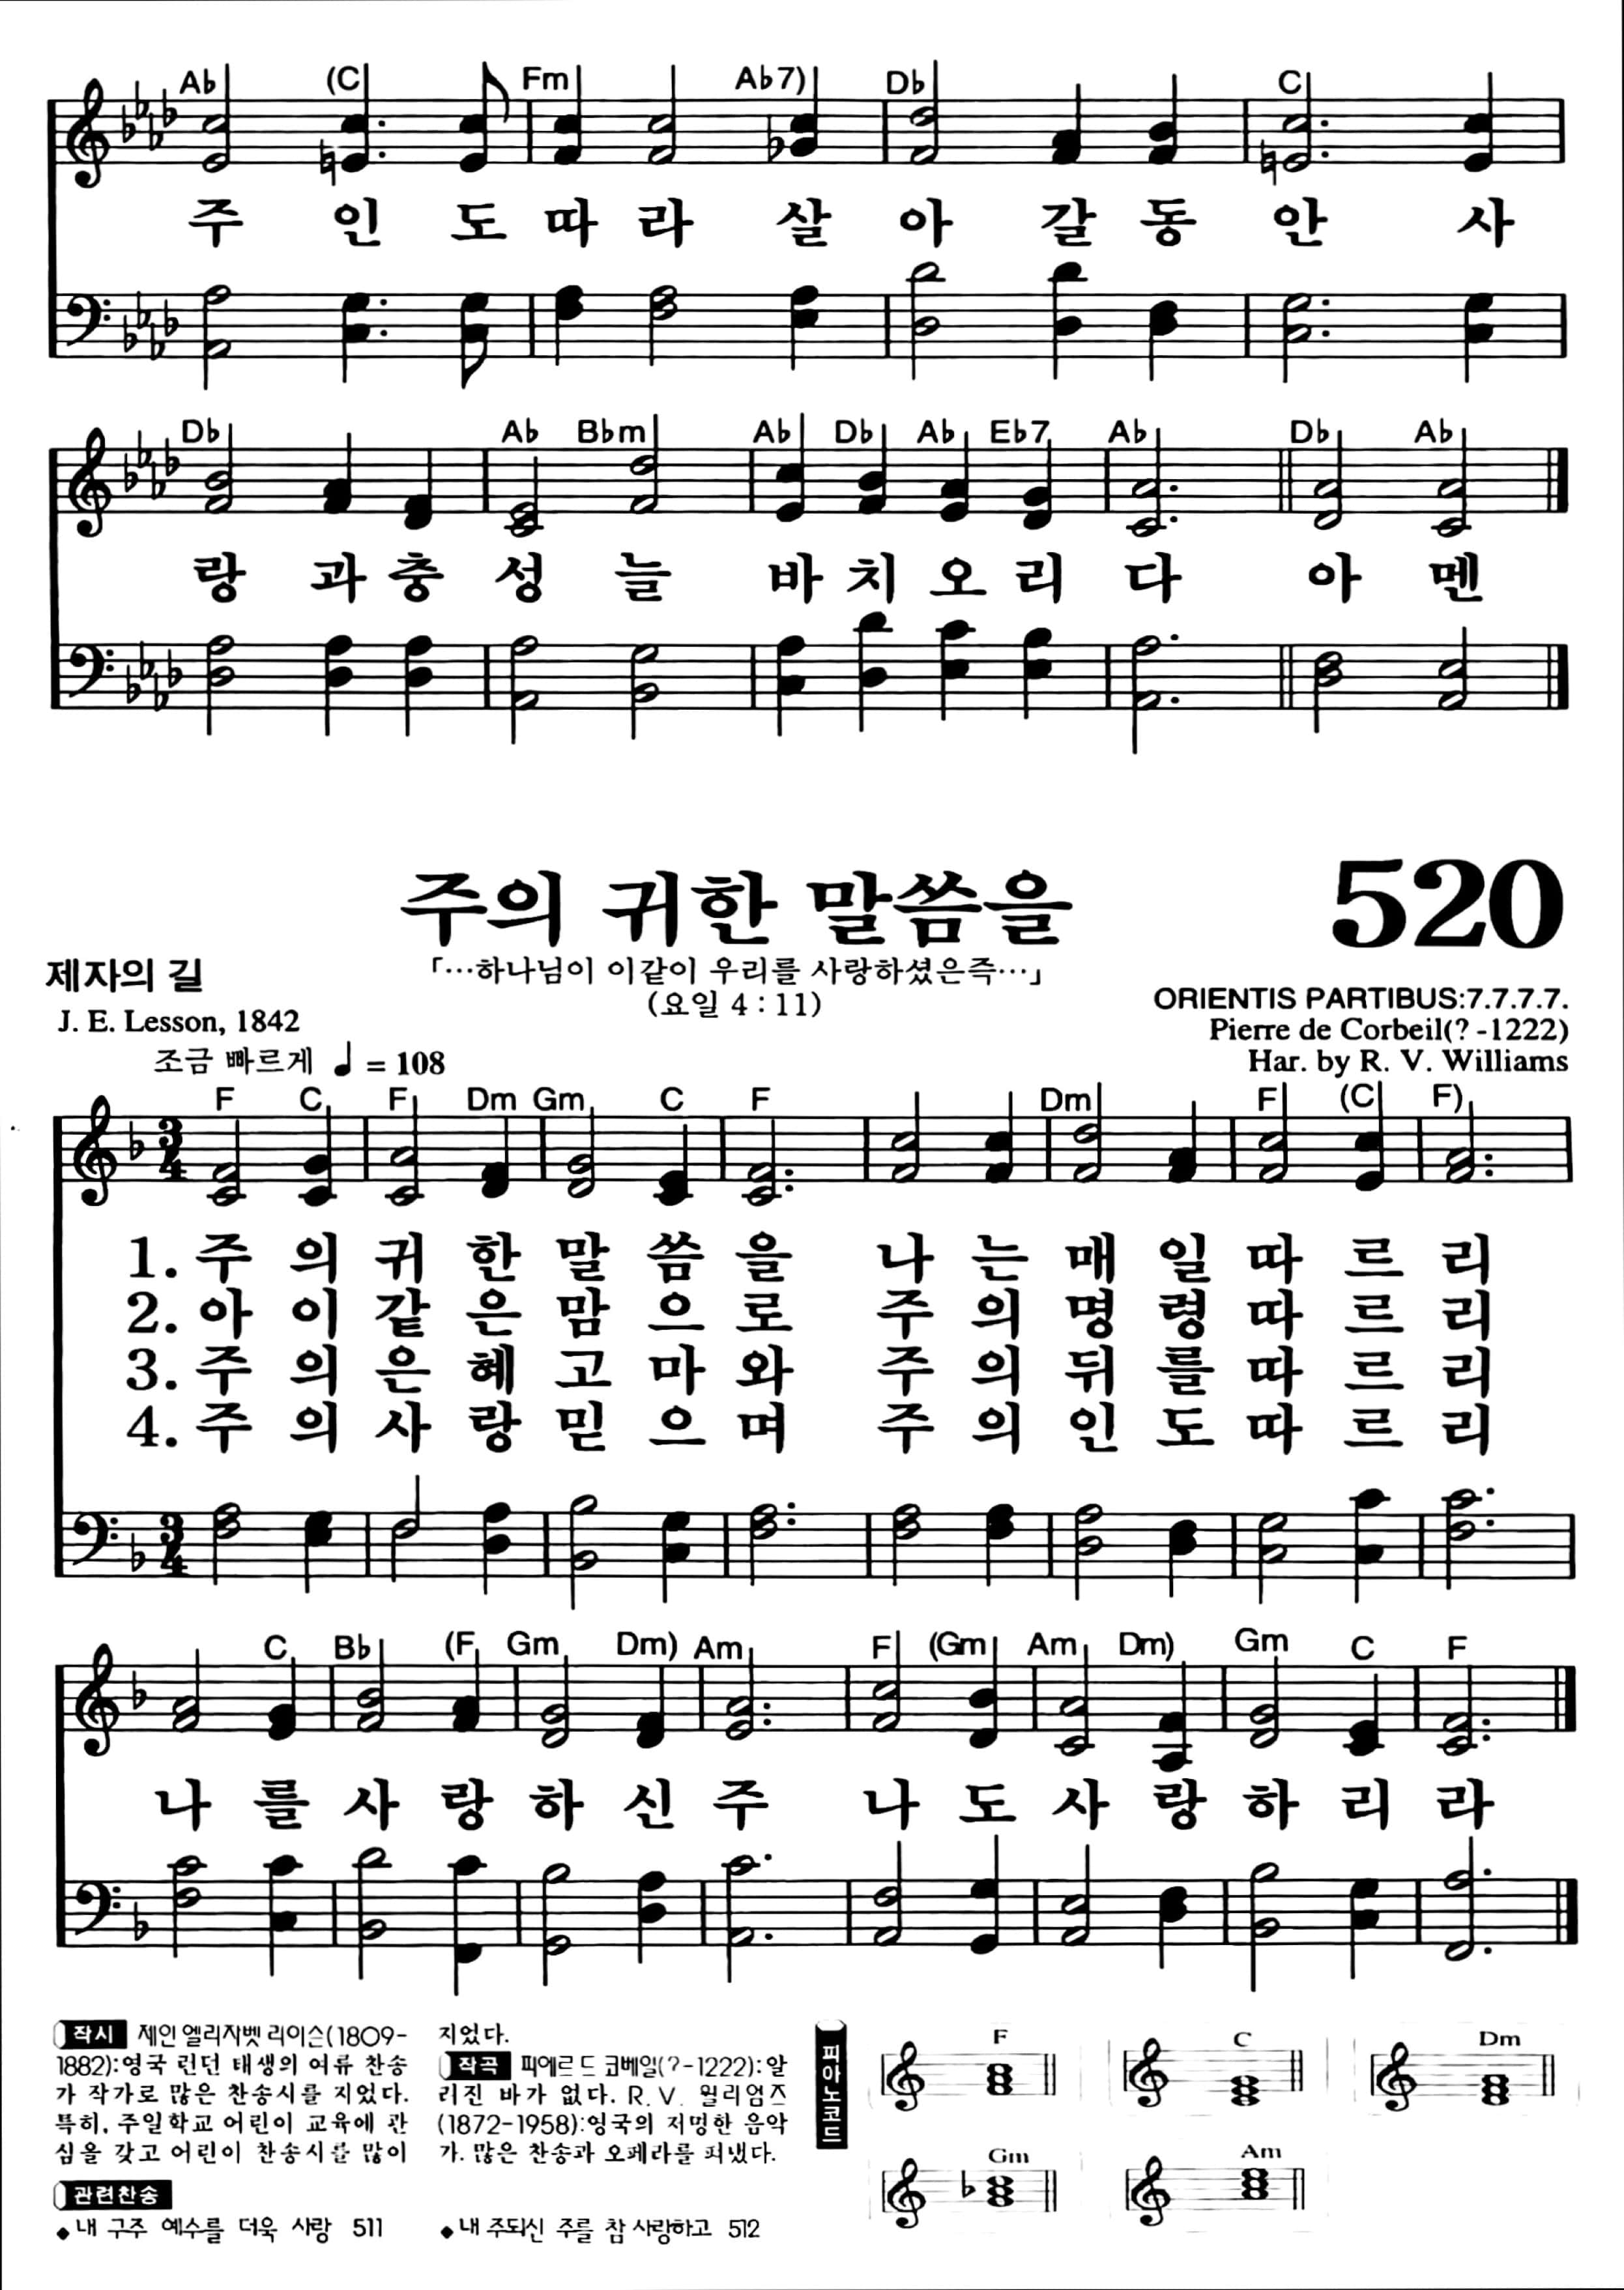 Ab (C Fm Ab7) Db C
주 인 도 따 라 살 아 갈 동 안 사
Db Ab Bbm Ab Db Ab Eb7 Ab Db Ab
랑 과 충 성 늘 바 치 오 리 다 아 멘
주의 귀한 말씀을 520
제자의 길
「…하나님이 이같이 우리를 사랑하셨은즉…」
(요일 4 : 11)
J. E. Lesson, 1842
ORIENTIS PARTIBUS:7.7.7.7.
Pierre de Corbeil(? -1222)
Har. by R. V. Williams
조금 빠르게 ♩ = 108
F C F Dm Gm C F Dm F (C F)
3/4
1. 주 의 귀 한 말 씀 을 나 는 매 일 따 르 리
2. 아 이 같 은 맘 으 로 주 의 명 령 따 르 리
3. 주 의 은 혜 고 마 와 주 의 뒤 를 따 르 리
4. 주 의 사 랑 믿 으 며 주 의 인 도 따 르 리
3/4
C Bb (F Gm Dm) Am F (Gm Am Dm) Gm C F
나 를 사 랑 하 신 주 나 도 사 랑 하 리 라
작시 제인 엘리자벳 리이슨(1809-
1882):영국 런던 태생의 여류 찬송
가 작가로 많은 찬송시를 지었다.
특히, 주일학교 어린이 교육에 관
심을 갖고 어린이 찬송시를 많이
지었다.
작곡 피에르 드 코베일(?-1222): 알
려진 바가 없다. R. V. 윌리엄즈
(1872-1958):영국의 저명한 음악
가. 많은 찬송과 오페라를 펴냈다.
관련찬송
◆내 구주 예수를 더욱 사랑 511
◆내 주되신 주를 참 사랑하고 512
피아노코드
F C Dm
Gm Am